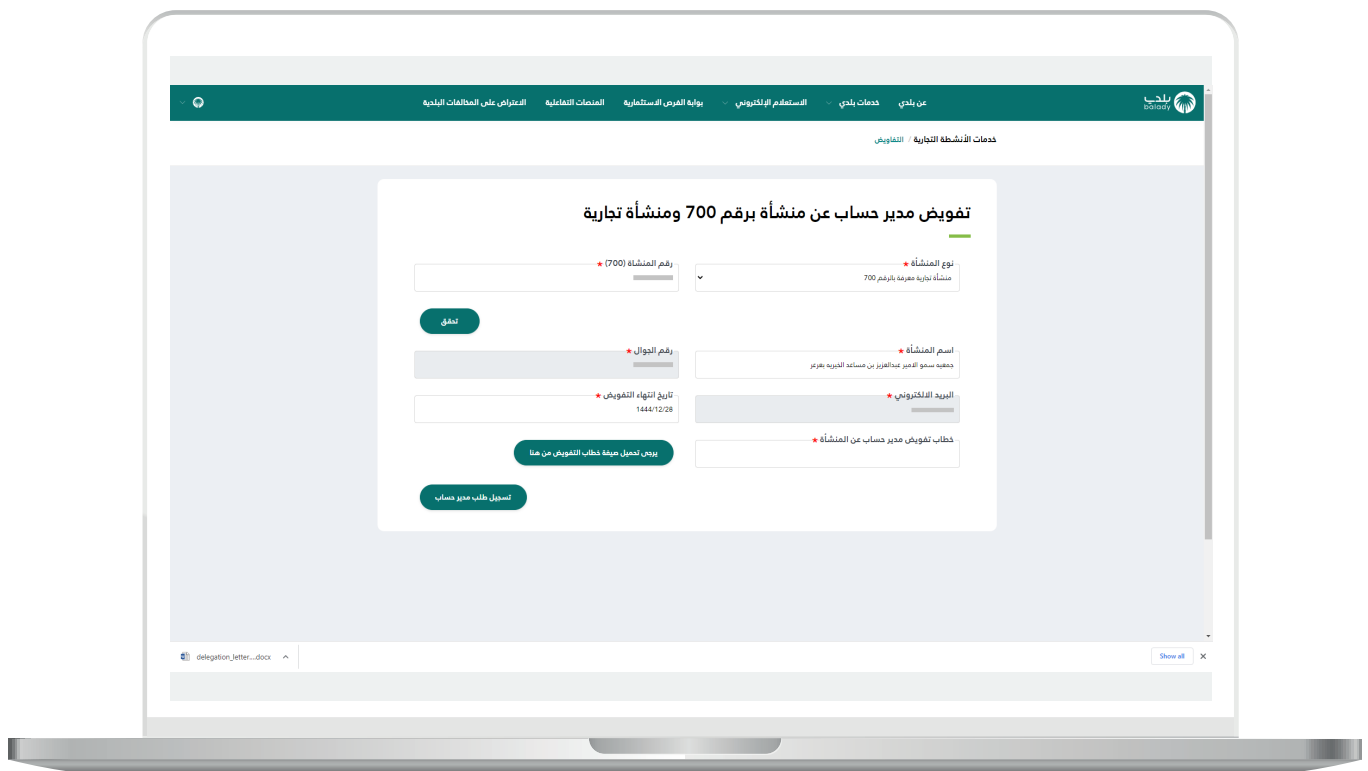 بلدي
balady
عن بلدي
خدمات بلدي
الاستعلام الإلكتروني
بوابة الفرص الاستثمارية
المنصات التفاعلية
الاعتراض على المخالفات البلدية
خدمات الأنشطة التجارية / التفاويض
تفويض مدير حساب عن منشأة برقم 700 ومنشأة تجارية
نوع المنشأة *
منشأة تجارية معرفة بالرقم 700
رقم المنشاة (700) *
تحقق
اسم المنشأة *
جمعيه سمو الامير عبدالعزيز بن مساعد الخيريه بعرعر
رقم الجوال *
البريد الالكتروني *
تاريخ انتهاء التفويض *
1444/12/28
خطاب تفويض مدير حساب عن المنشأة *
يرجى تحميل صيغة خطاب التفويض من هنا
تسجيل طلب مدير حساب
delegation_letter....docx
Show all